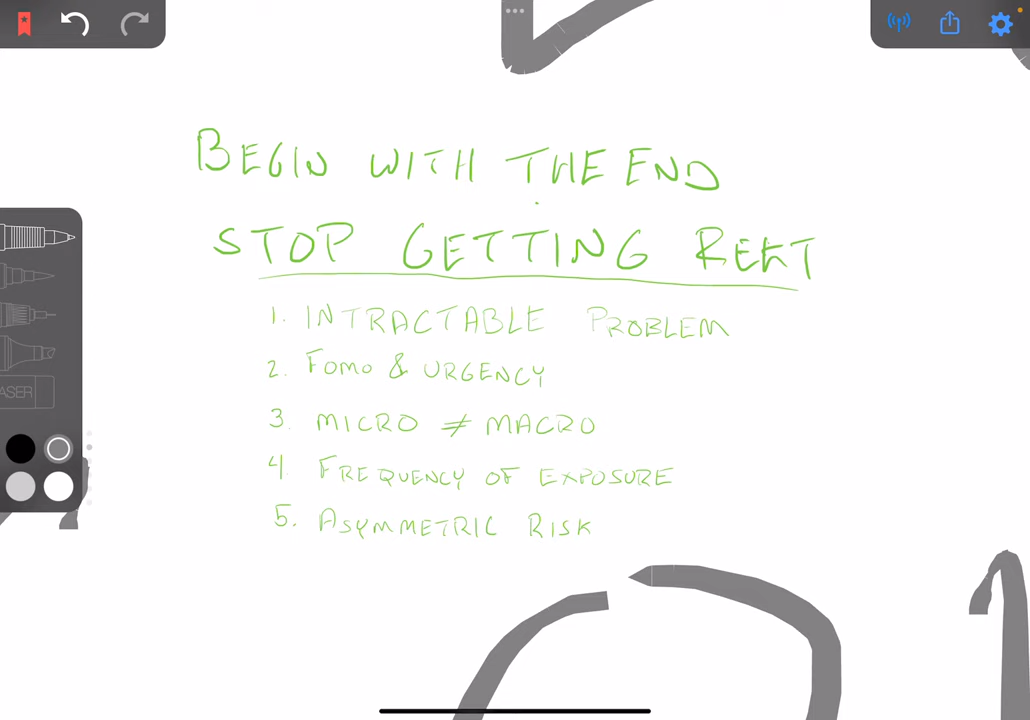 BEGIN WITH THE END
STOP GETTING REKT
1. INTRACTABLE PROBLEM
2. FOMO & URGENCY
3. MICRO ≠ MACRO
4 FREQUENCY OF EXPOSURE
5. ASYMMETRIC RISK
ASER